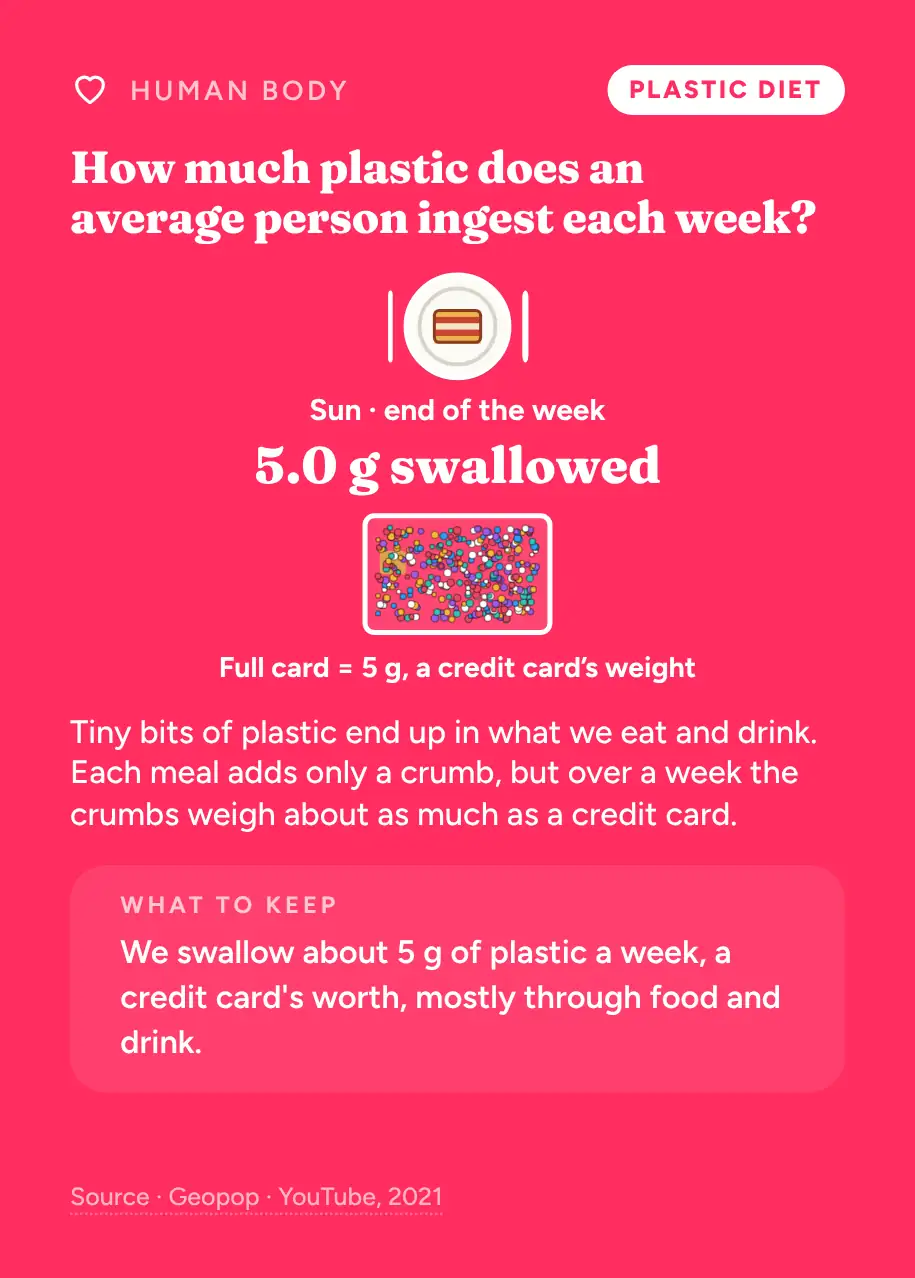 HUMAN BODY
PLASTIC DIET
How much plastic does an
average person ingest each week?
Sun · end of the week
5.0 g swallowed
Full card = 5 g, a credit card’s weight
Tiny bits of plastic end up in what we eat and drink.
Each meal adds only a crumb, but over a week the
crumbs weigh about as much as a credit card.
WHAT TO KEEP
We swallow about 5 g of plastic a week, a
credit card's worth, mostly through food and
drink.
Source · Geopop · YouTube, 2021